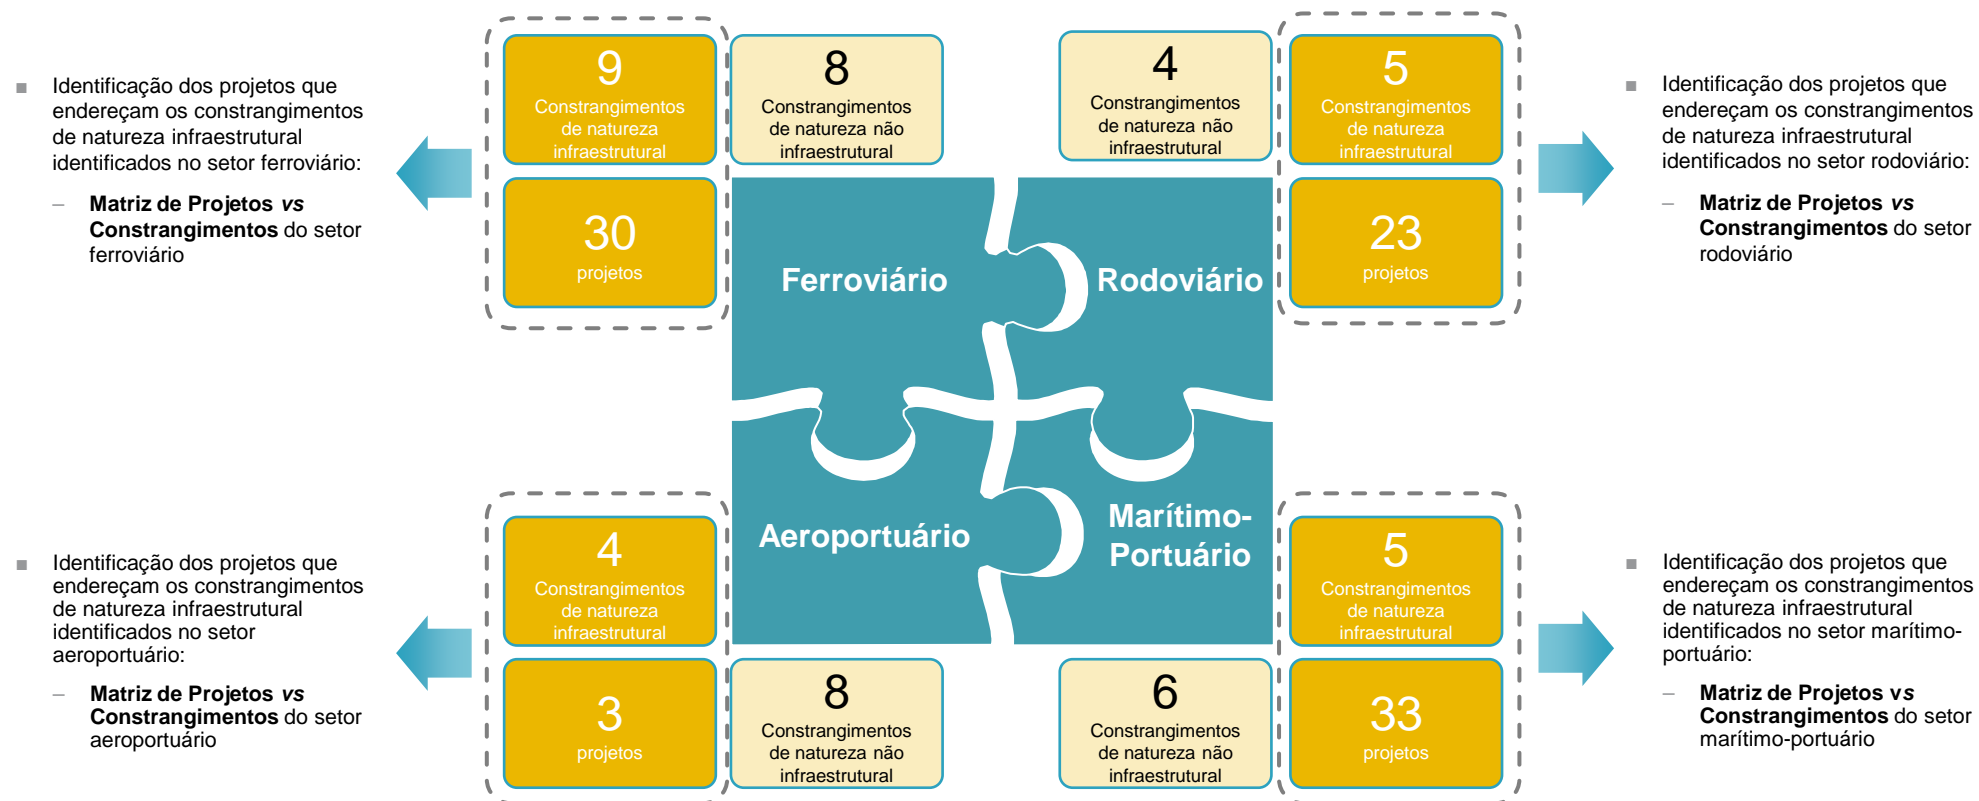 ■ Identificação dos projetos que
endereçam os constrangimentos
de natureza infraestrutural
identificados no setor ferroviário:
– Matriz de Projetos vs
Constrangimentos do setor
ferroviário
9
Constrangimentos
de natureza
infraestrutural
30
projetos
8
Constrangimentos
de natureza não
infraestrutural
4
Constrangimentos
de natureza não
infraestrutural
5
Constrangimentos
de natureza
infraestrutural
23
projetos
■ Identificação dos projetos que
endereçam os constrangimentos
de natureza infraestrutural
identificados no setor rodoviário:
– Matriz de Projetos vs
Constrangimentos do setor
rodoviário
Ferroviário
Rodoviário
Aeroportuário
Marítimo-
Portuário
■ Identificação dos projetos que
endereçam os constrangimentos
de natureza infraestrutural
identificados no setor
aeroportuário:
– Matriz de Projetos vs
Constrangimentos do setor
aeroportuário
4
Constrangimentos
de natureza
infraestrutural
3
projetos
8
Constrangimentos
de natureza não
infraestrutural
6
Constrangimentos
de natureza não
infraestrutural
5
Constrangimentos
de natureza
infraestrutural
33
projetos
■ Identificação dos projetos que
endereçam os constrangimentos
de natureza infraestrutural
identificados no setor marítimo-
portuário:
– Matriz de Projetos vs
Constrangimentos do setor
marítimo-portuário